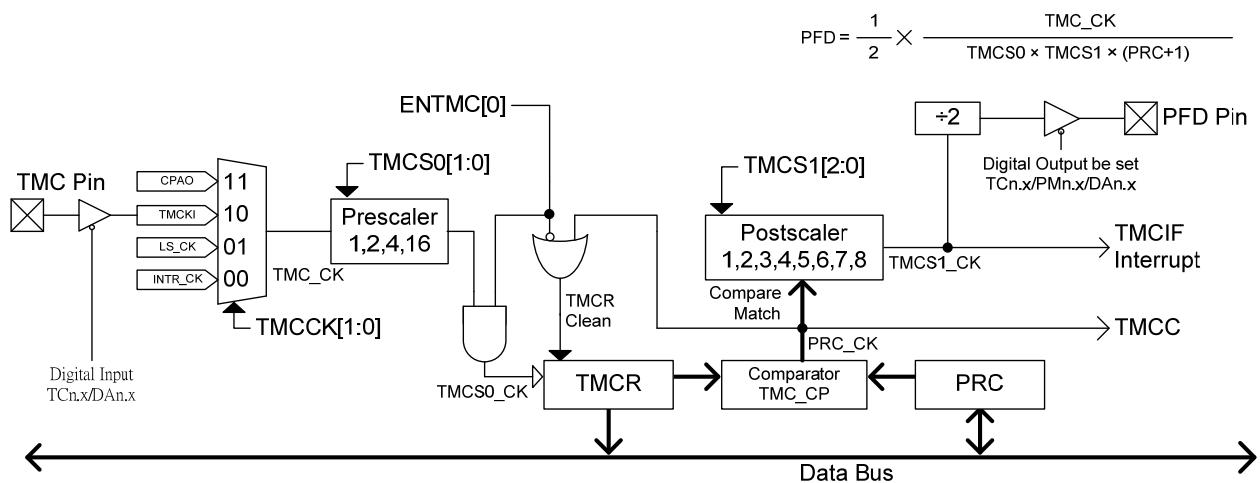 PFD = 1/2 × TMC_CK / TMCS0 × TMCS1 × (PRC+1)
ENTMC[0]
÷2
PFD Pin
Digital Output be set
TCn.x/PMn.x/DAn.x
TMC Pin
CPAO
11
TMCKI
10
LS_CK
01
INTR_CK
00
TMC_CK
TMCCK[1:0]
Digital Input
TCn.x/DAn.x
TMCS0[1:0]
Prescaler
1,2,4,16
TMCR
Clean
TMCS0_CK
TMCS1[2:0]
Postscaler
1,2,3,4,5,6,7,8
TMCS1_CK
TMCIF
Interrupt
Compare
Match
PRC_CK
TMCC
TMCR
Comparator
TMC_CP
PRC
Data Bus